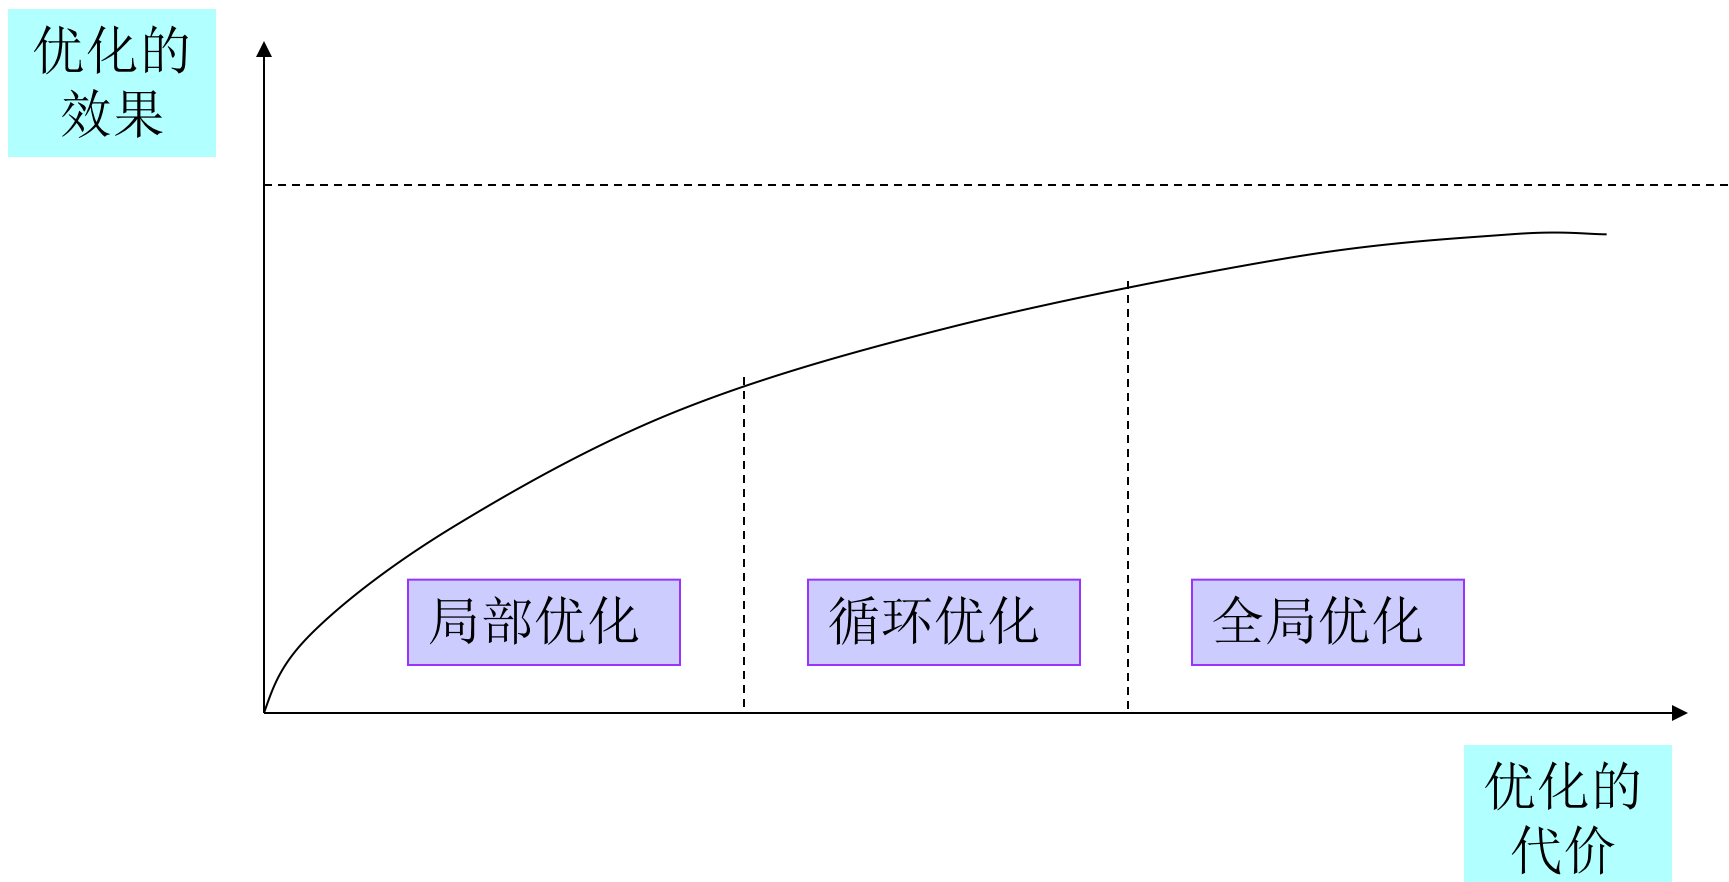 优化的
效果
局部优化
循环优化
全局优化
优化的
代价